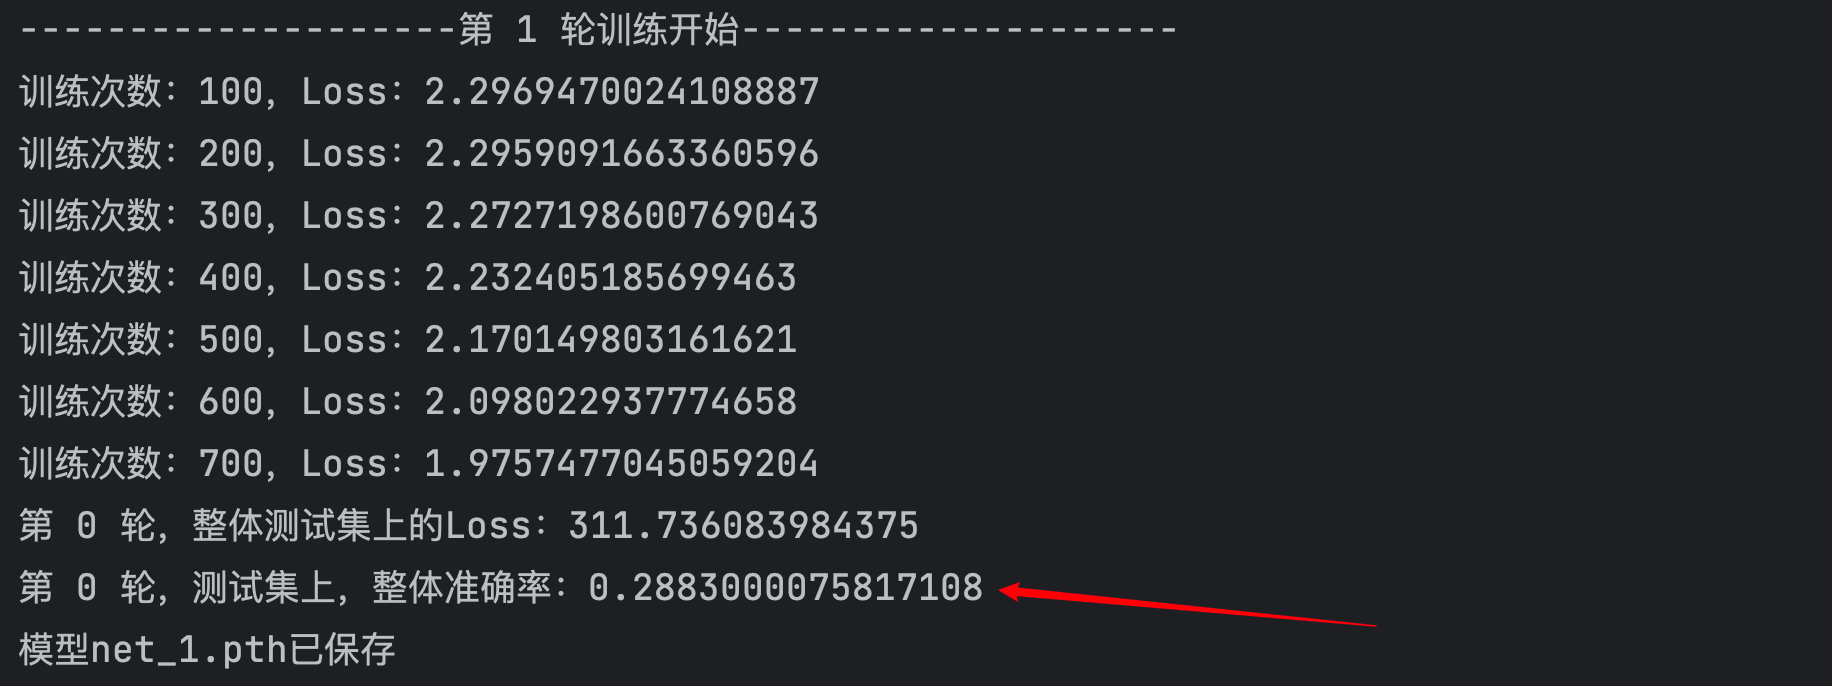 --------------------第 1 轮训练开始--------------------
训练次数：100，Loss：2.2969470024108887
训练次数：200，Loss：2.2959091663360596
训练次数：300，Loss：2.2727198600769043
训练次数：400，Loss：2.232405185699463
训练次数：500，Loss：2.170149803161621
训练次数：600，Loss：2.098022937774658
训练次数：700，Loss：1.9757477045059204
第 0 轮，整体测试集上的Loss：311.736083984375
第 0 轮，测试集上，整体准确率：0.2883000075817108
模型net_1.pth已保存